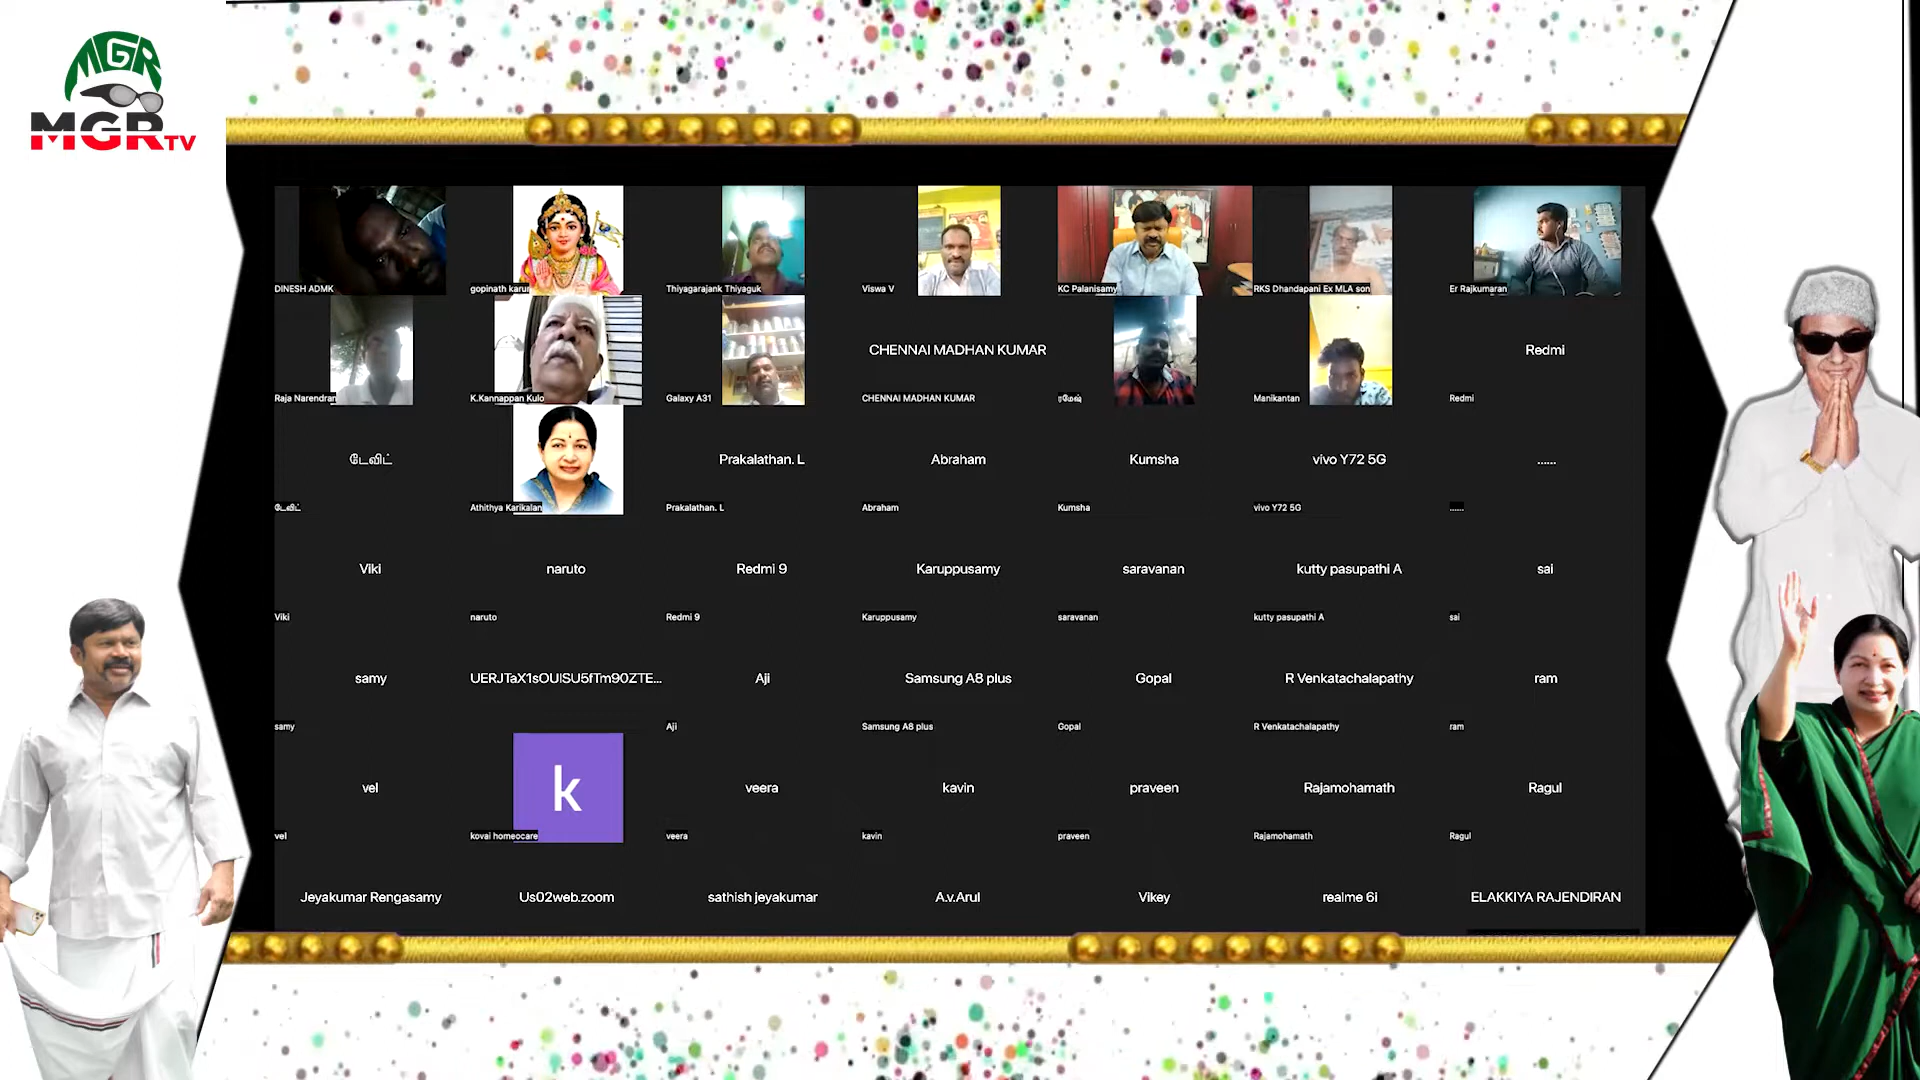 MGR
MGR TV
DINESH ADMK
gopinath karun
Thiyagarajank Thiyaguk
Viswa V
KC Palanisamy
RKS Dhandapani Ex MLA son
Er Rajkumaran
CHENNAI MADHAN KUMAR
Redmi
Raja Narendran
K.Kannappan Kulo
Galaxy A31
CHENNAI MADHAN KUMAR
ரமேஷ்
Manikantan
Redmi
டேவிட்
Prakalathan. L
Abraham
Kumsha
vivo Y72 5G
......
டேவிட்
Athithya Karikalan
Prakalathan. L
Abraham
Kumsha
vivo Y72 5G
......
Viki
naruto
Redmi 9
Karuppusamy
saravanan
kutty pasupathi A
sai
Viki
naruto
Redmi 9
Karuppusamy
saravanan
kutty pasupathi A
sai
samy
UERJTaX1sOUlSU5fTm90ZTE...
Aji
Samsung A8 plus
Gopal
R Venkatachalapathy
ram
samy
Aji
Samsung A8 plus
Gopal
R Venkatachalapathy
ram
vel
k
veera
kavin
praveen
Rajamohamath
Ragul
vel
kovai homeocare
veera
kavin
praveen
Rajamohamath
Ragul
Jeyakumar Rengasamy
Us02web.zoom
sathish jeyakumar
A.v.Arul
Vikey
realme 6i
ELAKKIYA RAJENDIRAN